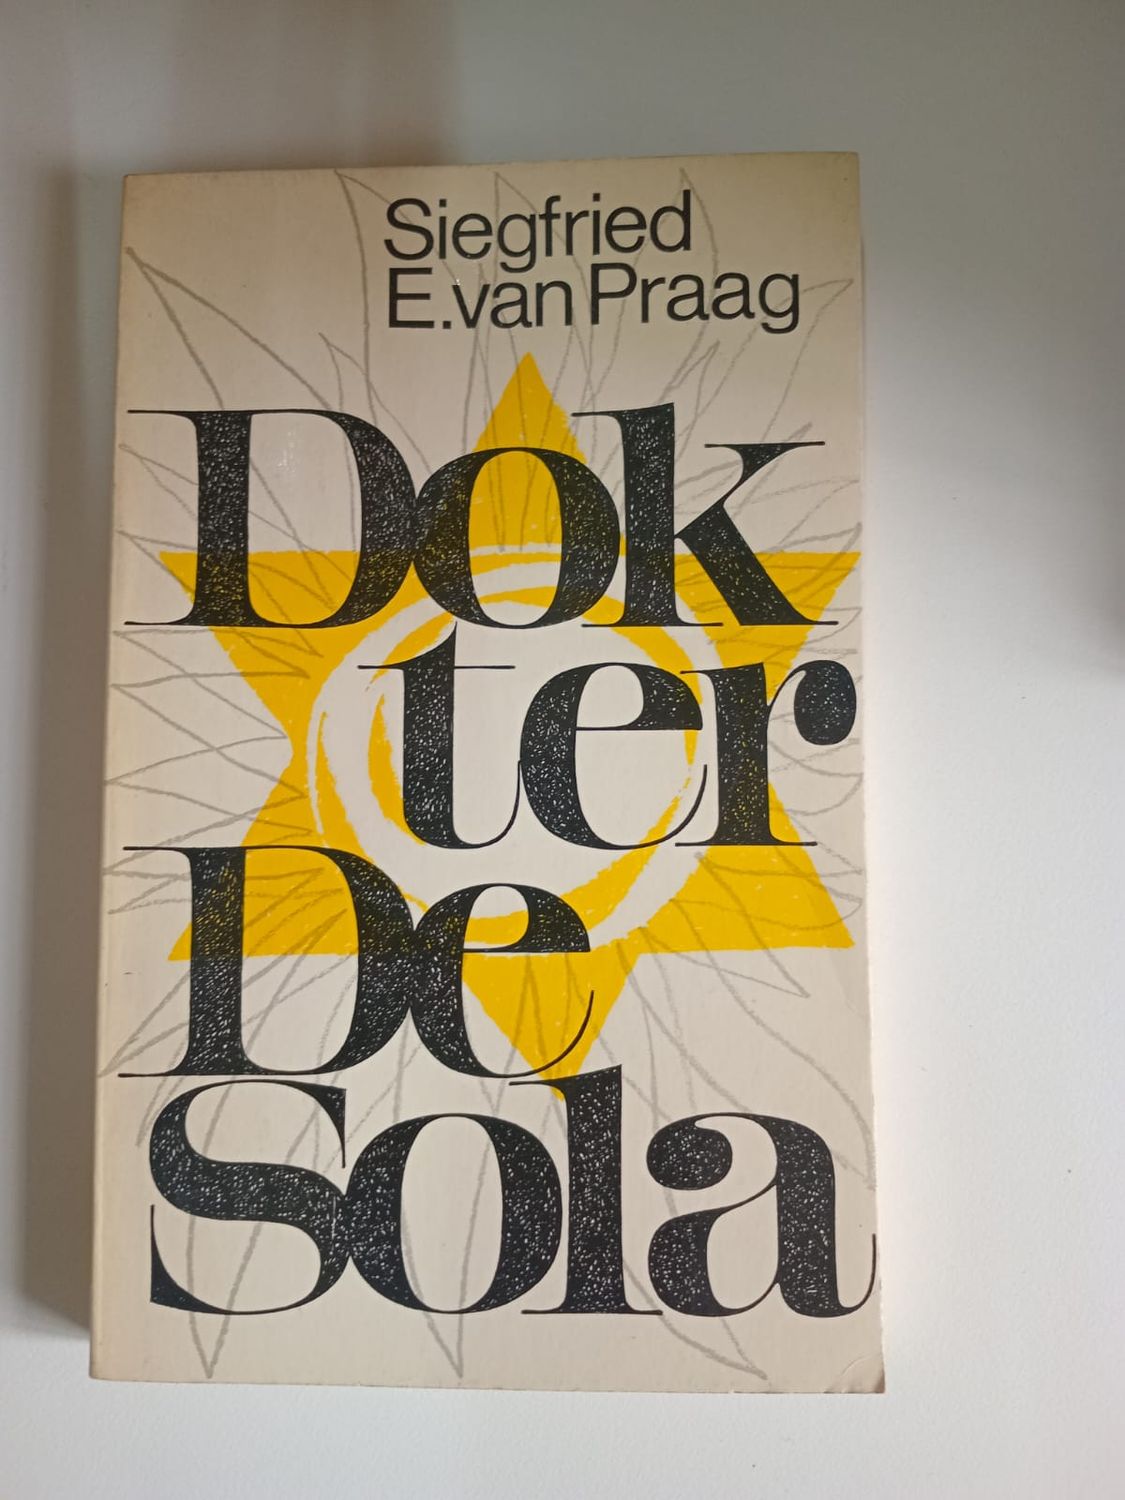 Siegfried
E.van Praag
Dok
ter
De
Sola